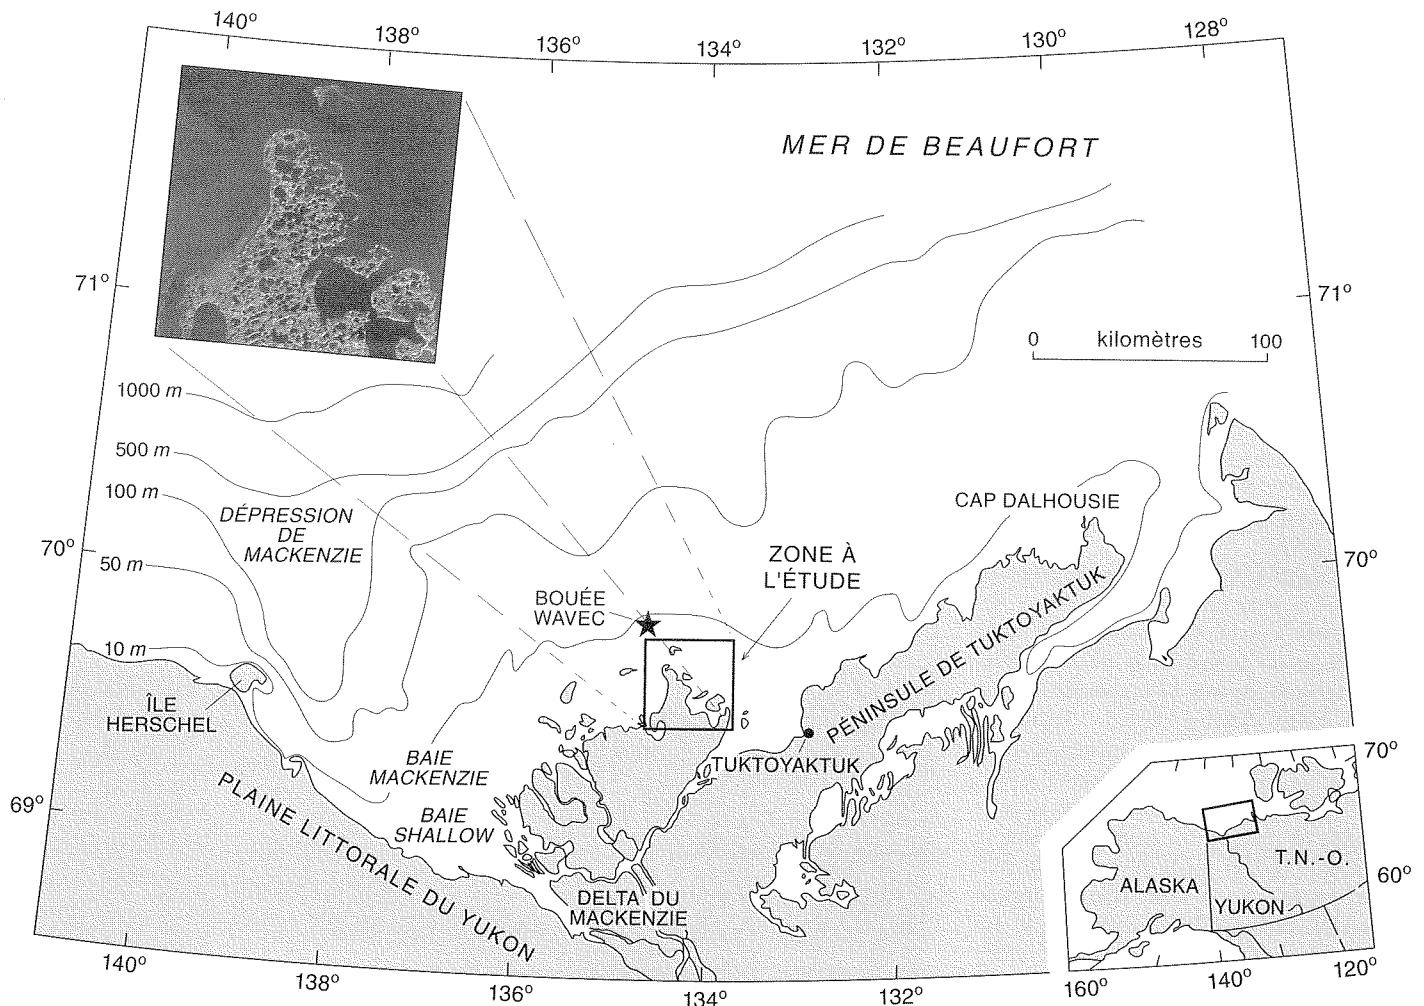 140°
138°
136°
134°
132°
130°
128°
MER DE BEAUFORT
71°
71°
0 kilomètres 100
1000 m
500 m
100 m
DÉPRESSION
DE
MACKENZIE
CAP DALHOUSIE
70°
70°
50 m
ZONE À
L'ÉTUDE
BOUÉE
WAVEC
10 m
ÎLE
HERSCHEL
PÉNINSULE DE TUKTOYAKTUK
TUKTOYAKTUK
BAIE
MACKENZIE
69°
BAIE
SHALLOW
PLAINE LITTORALE DU YUKON
DELTA DU
MACKENZIE
70°
T.N.-O.
60°
ALASKA
YUKON
140°
138°
136°
134°
132°
160°
140°
120°